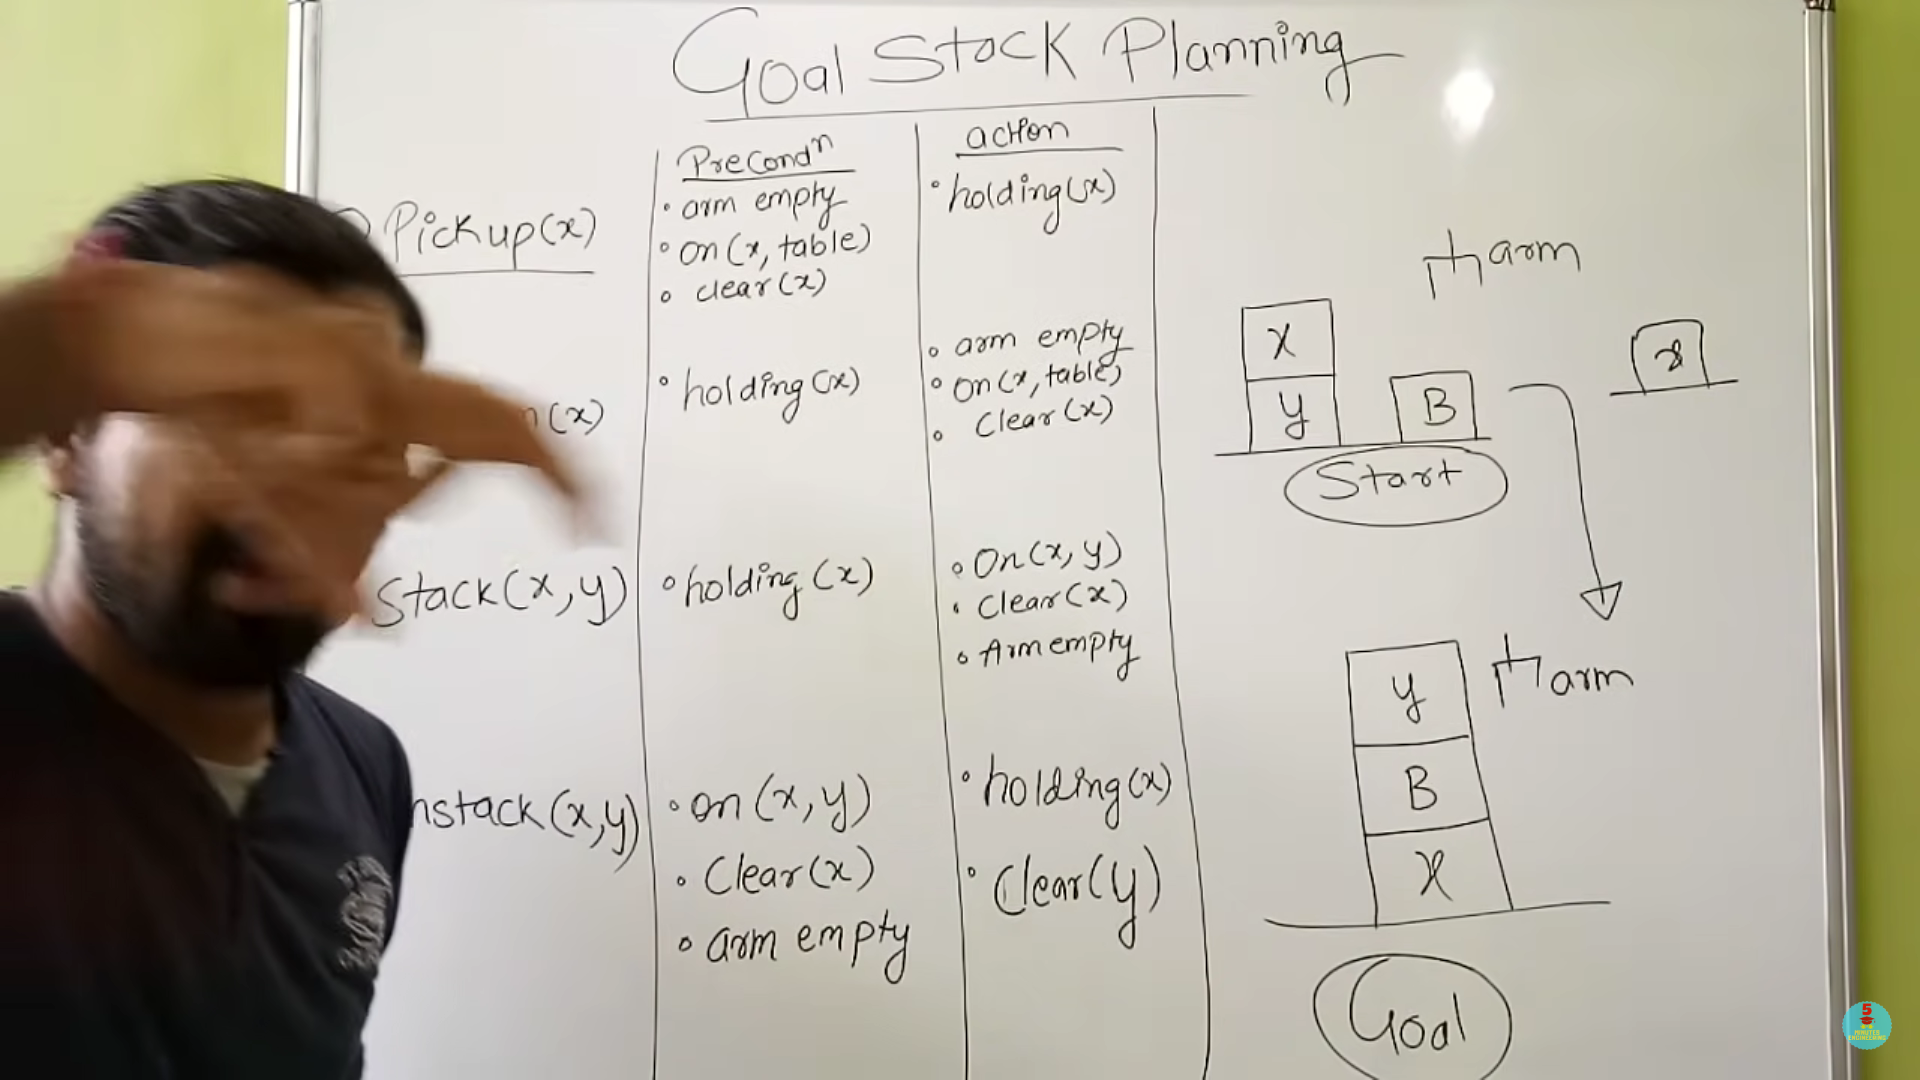 Goal Stack Planning
Precondⁿ
action
Pickup(x)
• arm empty
• on(x, table)
• clear(x)
• holding(x)
(x)
• holding(x)
• arm empty
• on(x, table)
• Clear(x)
Stack(x,y)
• holding(x)
• On(x, y)
• Clear(x)
• Arm empty
nstack(x,y)
• on(x, y)
• Clear(x)
• arm empty
• holding(x)
• Clear(y)
arm
x
y
B
x
Start
y
arm
B
x
Goal
5
MINUTES
ENGINEERING